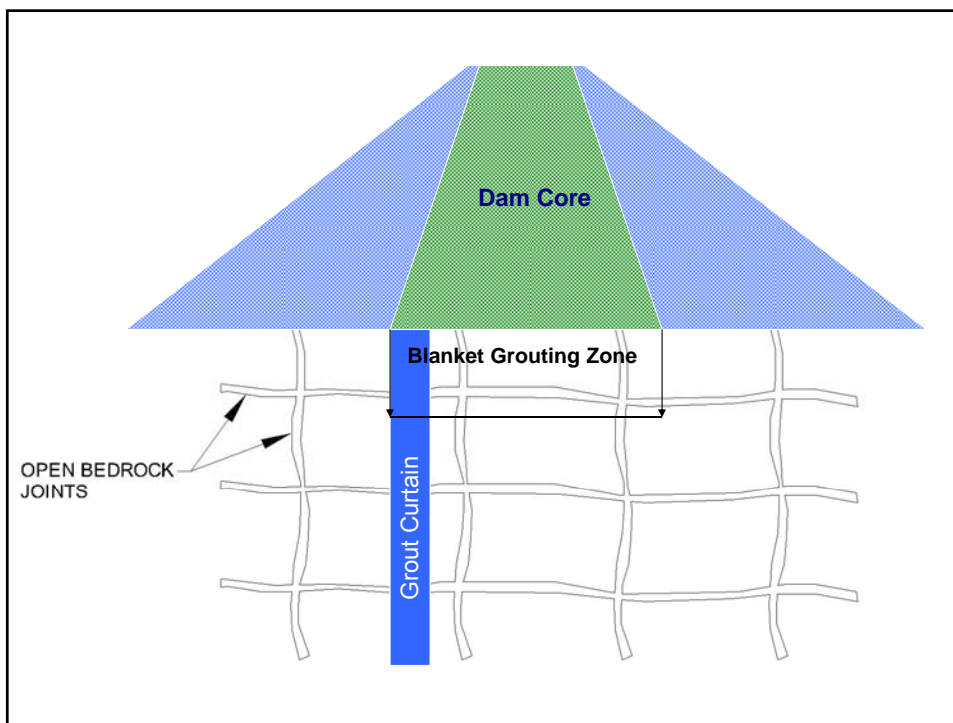 Dam Core
Blanket Grouting Zone
OPEN BEDROCK
JOINTS
Grout Curtain